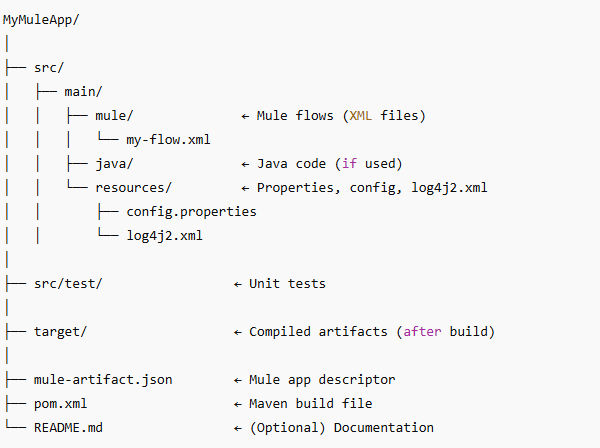 MyMuleApp/
│
├── src/
│   ├── main/
│   │   ├── mule/              ← Mule flows (XML files)
│   │   │   └── my-flow.xml
│   │   ├── java/              ← Java code (if used)
│   │   └── resources/         ← Properties, config, log4j2.xml
│   │       ├── config.properties
│   │       └── log4j2.xml
│
├── src/test/                 ← Unit tests
│
├── target/                   ← Compiled artifacts (after build)
│
├── mule-artifact.json        ← Mule app descriptor
├── pom.xml                   ← Maven build file
└── README.md                 ← (Optional) Documentation